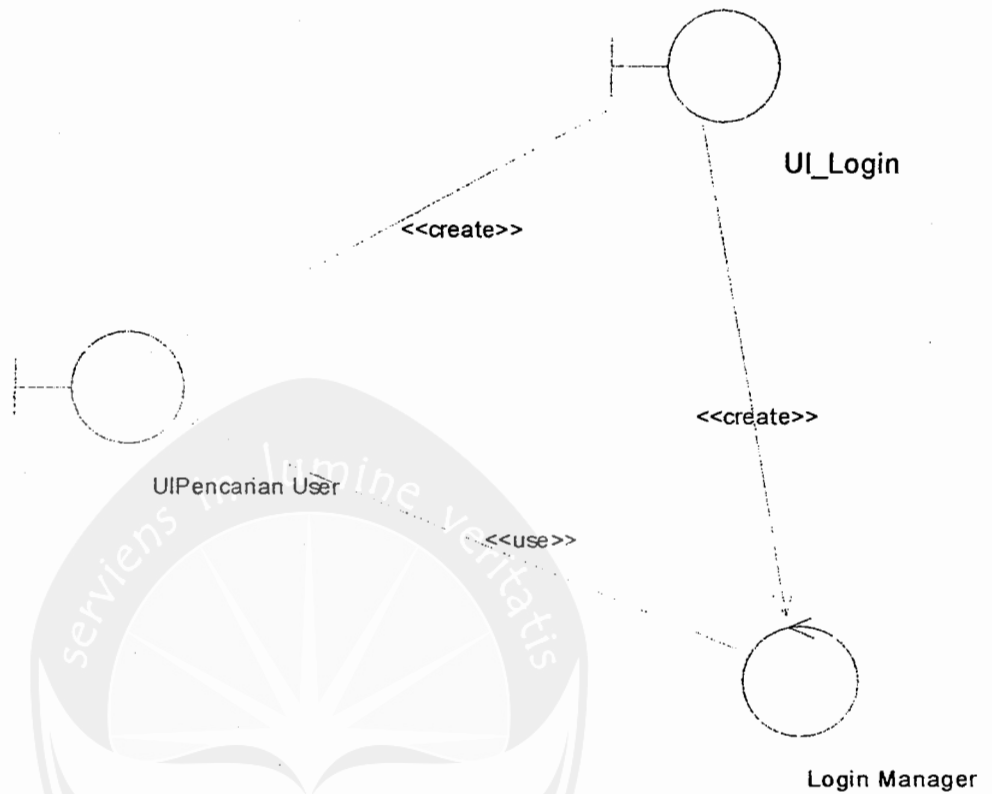 UI_Login
<<create>>
<<create>>
UIPencarian User
serviens in lumine veritatis
<<use>>
Login Manager